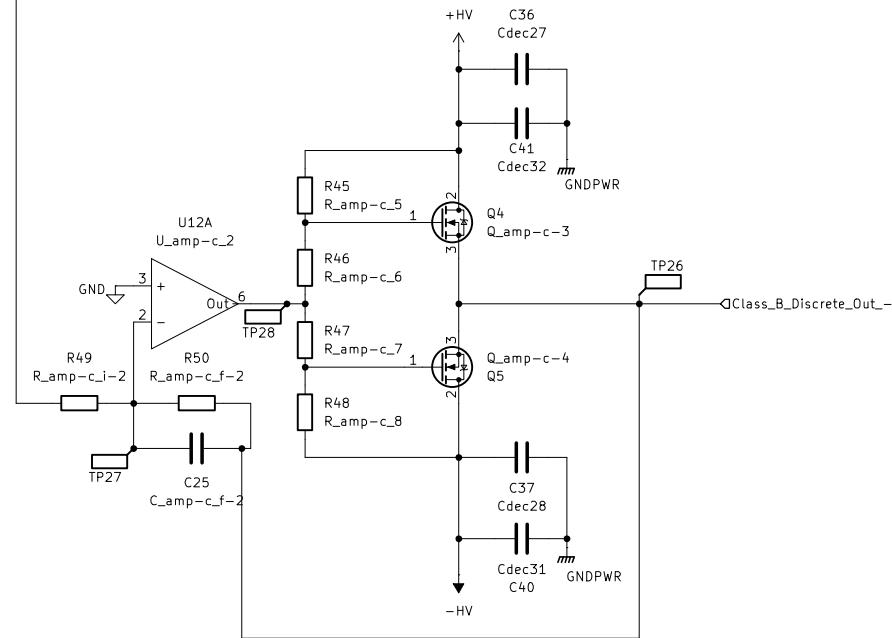 +HV
C36
Cdec27
C41
Cdec32
GNDPWR
R45
R_amp-c_5
2
1
Q4
Q_amp-c-3
3
U12A
U_amp-c_2
R46
R_amp-c_6
TP26
GND
3
+
Out
6
2
-
TP28
Class_B_Discrete_Out_-
R47
R_amp-c_7
3
1
Q_amp-c-4
Q5
2
R49
R_amp-c_i-2
R50
R_amp-c_f-2
R48
R_amp-c_8
TP27
C25
C_amp-c_f-2
C37
Cdec28
Cdec31
C40
GNDPWR
-HV